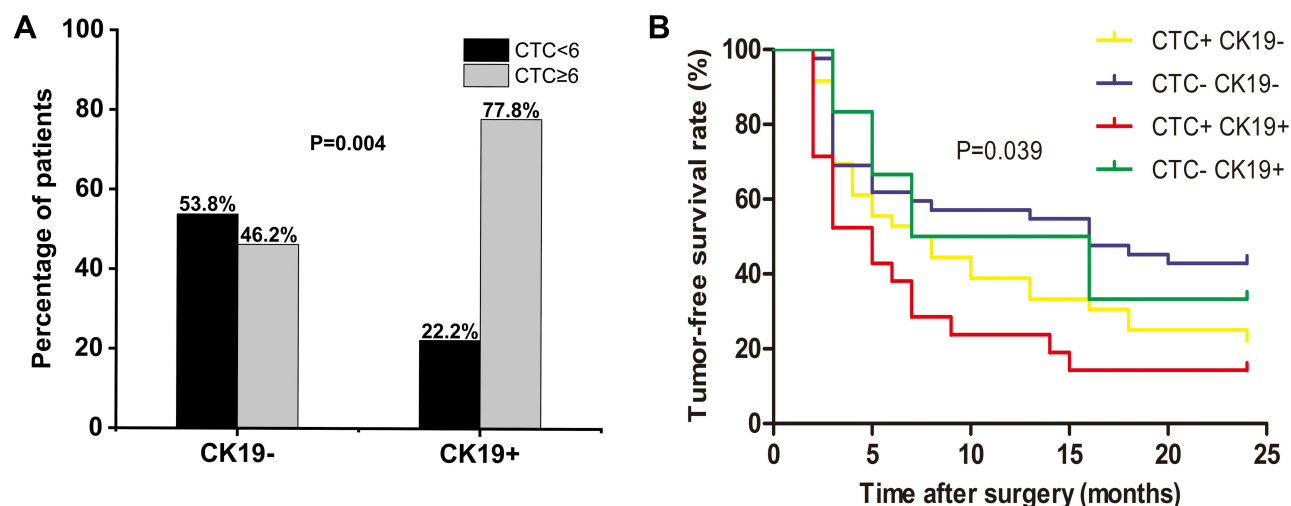 A
Percentage of patients
100
80
60
40
20
0
CTC<6
CTC≥6
P=0.004
53.8%
46.2%
22.2%
77.8%
CK19-
CK19+
B
Tumor-free survival rate (%)
100
80
60
40
20
0
CTC+ CK19-
CTC- CK19-
CTC+ CK19+
CTC- CK19+
P=0.039
0 5 10 15 20 25
Time after surgery (months)